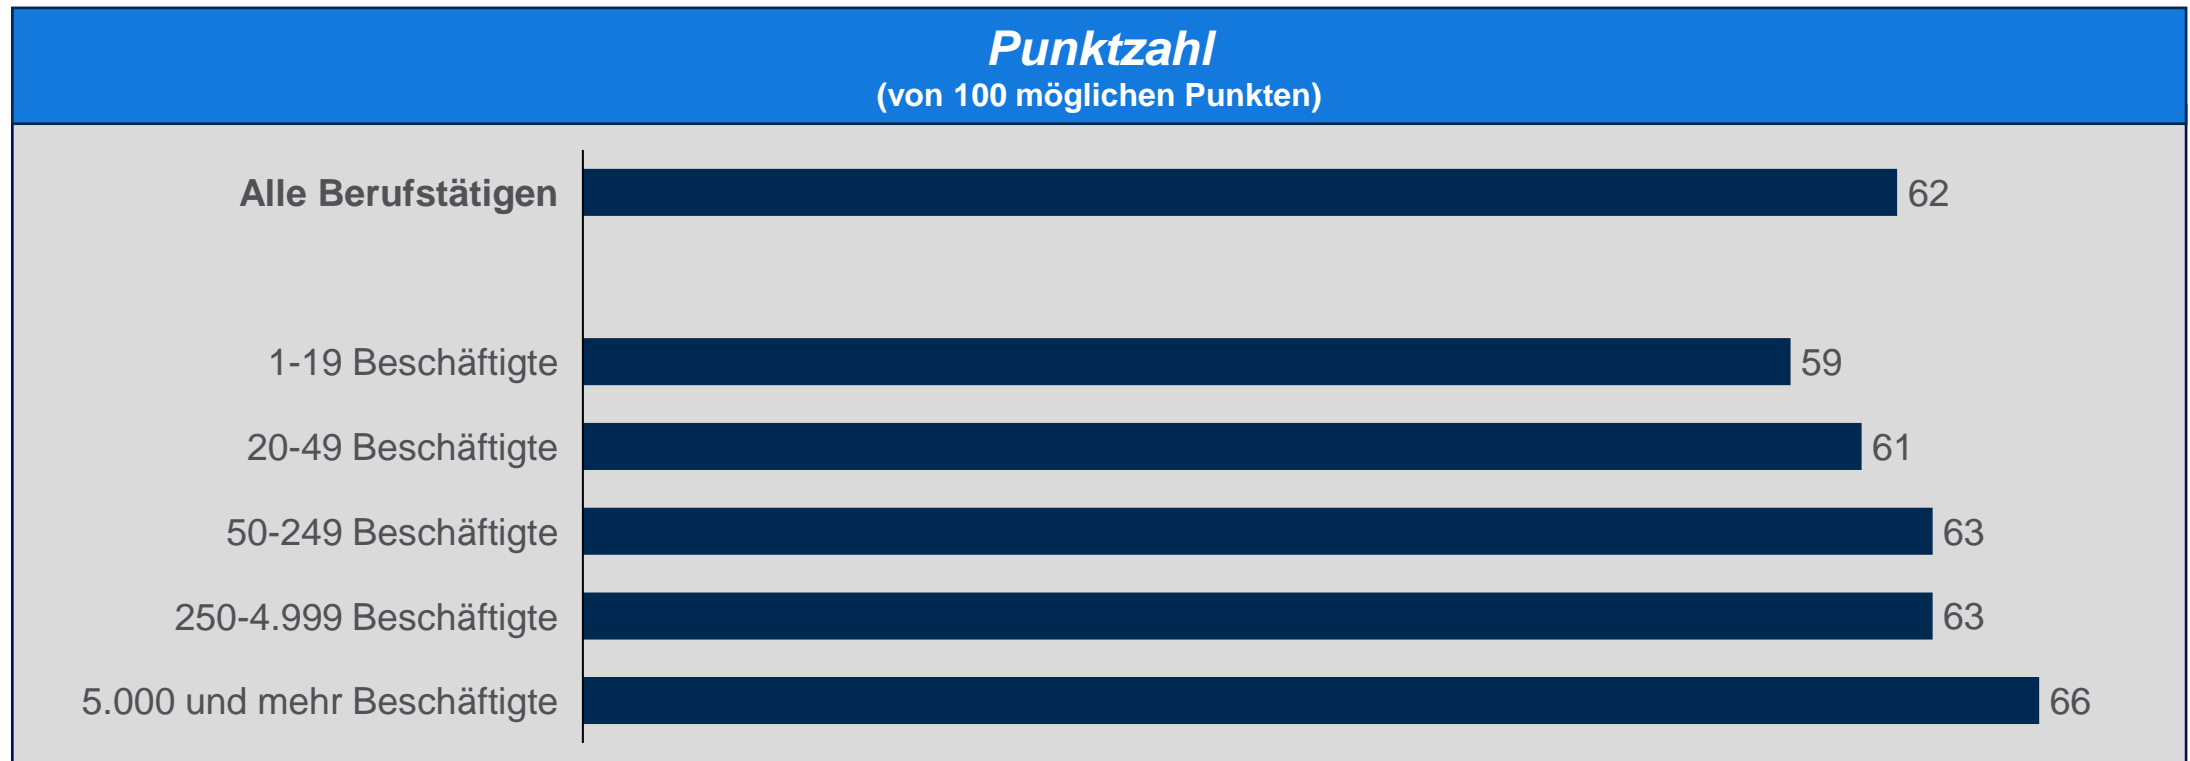 Punktzahl
(von 100 möglichen Punkten)
Alle Berufstätigen 62
1-19 Beschäftigte 59
20-49 Beschäftigte 61
50-249 Beschäftigte 63
250-4.999 Beschäftigte 63
5.000 und mehr Beschäftigte 66